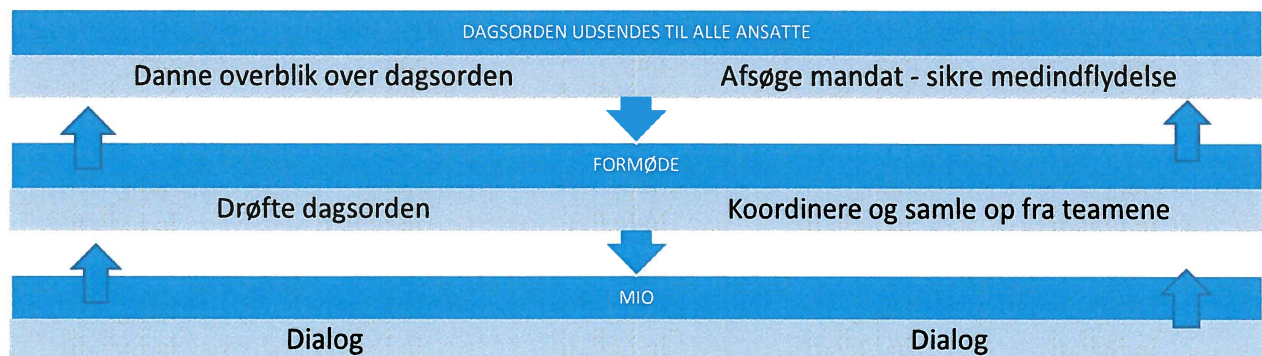 DAGSORDEN UDSENDES TIL ALLE ANSATTE
Danne overblik over dagsorden
Afsøge mandat - sikre medindflydelse
FORMØDE
Drøfte dagsorden
Koordinere og samle op fra teamene
MIO
Dialog
Dialog